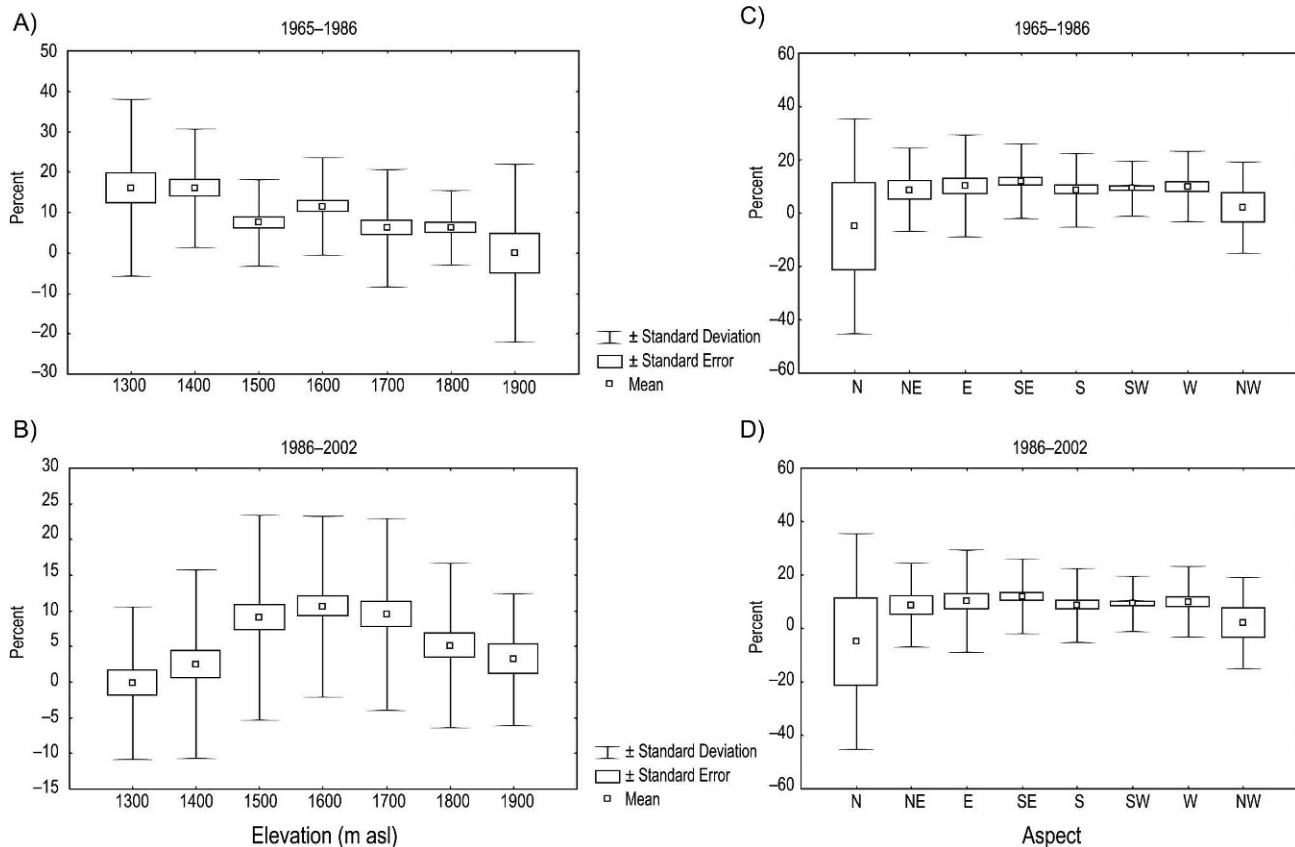 A)
1965–1986
Percent
50
40
30
20
10
0
–10
–20
–30
1300 1400 1500 1600 1700 1800 1900
± Standard Deviation
± Standard Error
Mean
B)
1986–2002
Percent
30
25
20
15
10
5
0
–5
–10
–15
1300 1400 1500 1600 1700 1800 1900
Elevation (m asl)
± Standard Deviation
± Standard Error
Mean
C)
1965–1986
Percent
60
40
20
0
–20
–40
–60
N NE E SE S SW W NW
D)
1986–2002
Percent
60
40
20
0
–20
–40
–60
N NE E SE S SW W NW
Aspect